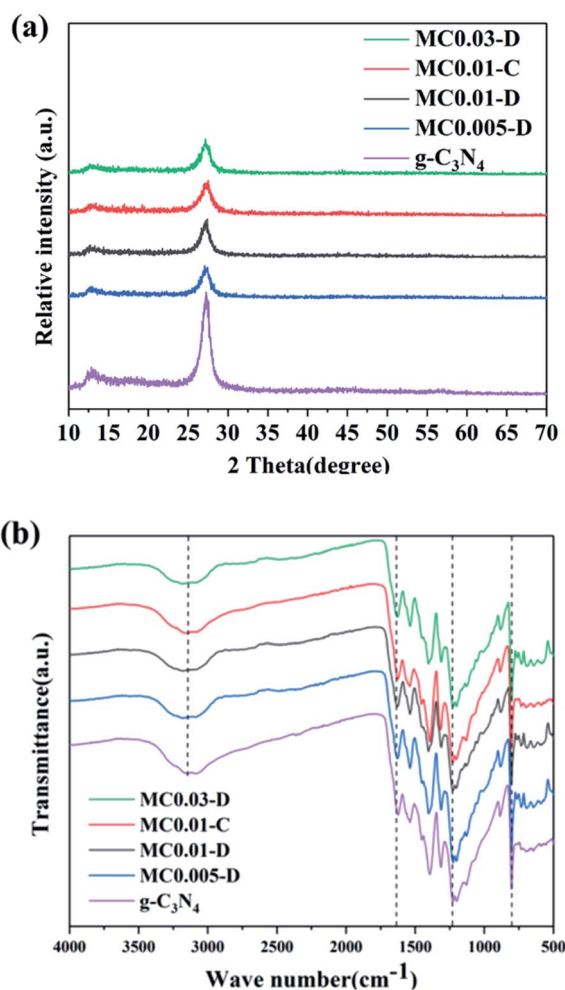 (a)
MC0.03-D
MC0.01-C
MC0.01-D
MC0.005-D
g-C₃N₄
Relative intensity (a.u.)
10 15 20 25 30 35 40 45 50 55 60 65 70
2 Theta(degree)
(b)
Transmittance(a.u.)
MC0.03-D
MC0.01-C
MC0.01-D
MC0.005-D
g-C₃N₄
4000 3500 3000 2500 2000 1500 1000 500
Wave number(cm⁻¹)